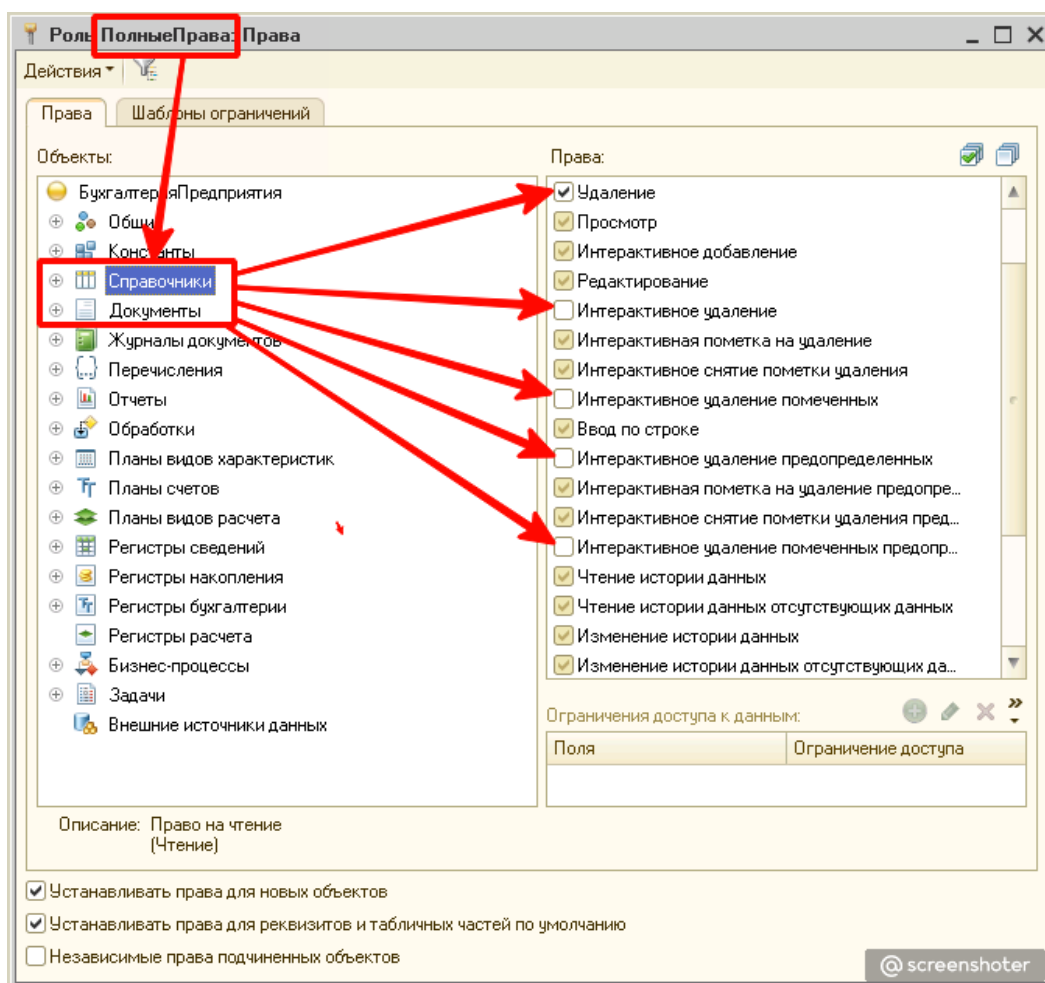 Роль ПолныеПрава: Права
Действия
Права
Шаблоны ограничений
Объекты:
БухгалтерияПредприятия
Общие
Константы
Справочники
Документы
Журналы документов
Перечисления
Отчеты
Обработки
Планы видов характеристик
Планы счетов
Планы видов расчета
Регистры сведений
Регистры накопления
Регистры бухгалтерии
Регистры расчета
Бизнес-процессы
Задачи
Внешние источники данных
Права:
Удаление
Просмотр
Интерактивное добавление
Редактирование
Интерактивное удаление
Интерактивная пометка на удаление
Интерактивное снятие пометки удаления
Интерактивное удаление помеченных
Ввод по строке
Интерактивное удаление предопределенных
Интерактивная пометка на удаление предопре...
Интерактивное снятие пометки удаления пред...
Интерактивное удаление помеченных предопр...
Чтение истории данных
Чтение истории данных отсутствующих данных
Изменение истории данных
Изменение истории данных отсутствующих да...
Ограничения доступа к данным:
Поля
Ограничение доступа
Описание: Право на чтение
(Чтение)
Устанавливать права для новых объектов
Устанавливать права для реквизитов и табличных частей по умолчанию
Независимые права подчиненных объектов
@ screenshoter